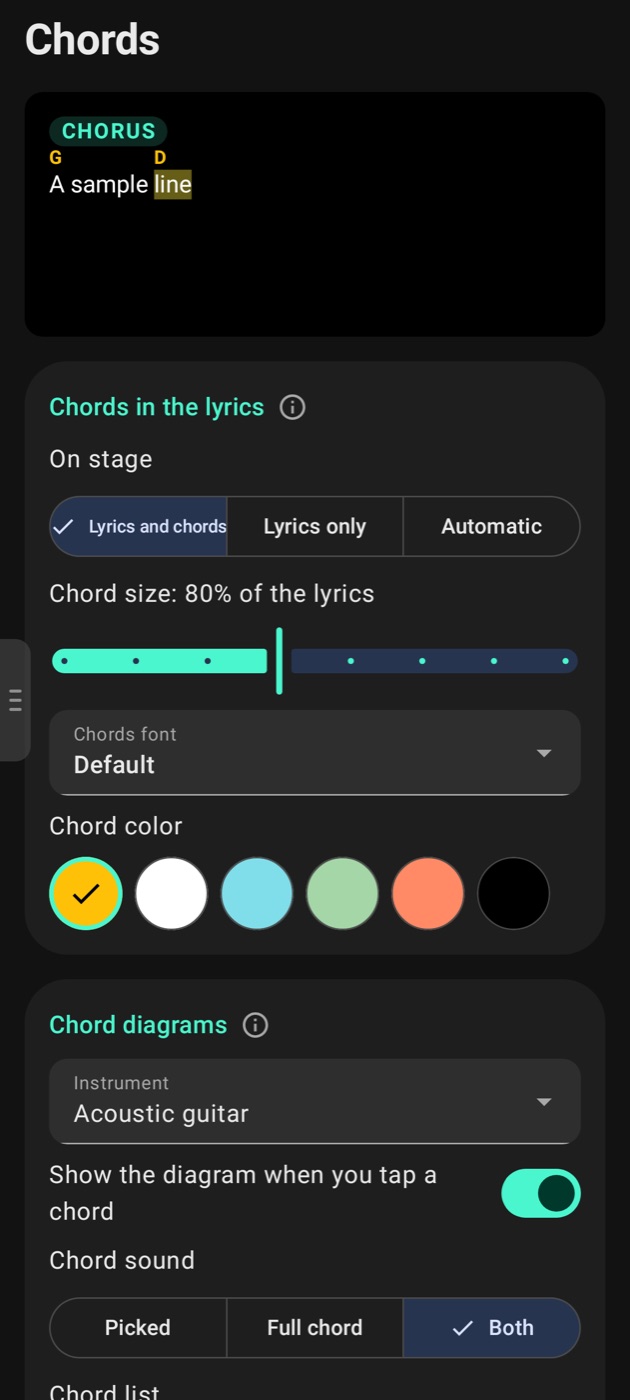 Chords
CHORUS
G D
A sample line
Chords in the lyrics
On stage
Lyrics and chords Lyrics only Automatic
Chord size: 80% of the lyrics
Chords font
Default
Chord color
Chord diagrams
Instrument
Acoustic guitar
Show the diagram when you tap a
chord
Chord sound
Picked Full chord Both
Chord list